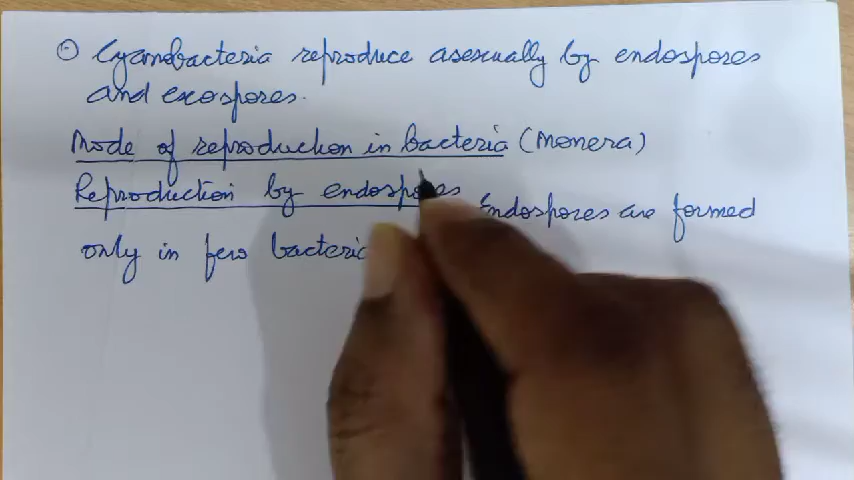 Cyanobacteria reproduce asexually by endospores
and exospores.
Mode of reproduction in bacteria (Monera)
Reproduction by endospores Endospores are formed
only in few bacteria